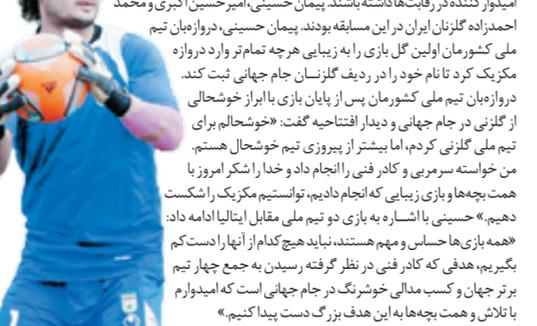 امیدوار کننده در رقابت‌ها داشته باشند. پیمان حسینی، امیرحسین اکبری و محمد
احمدزاده گلزنان ایران در این مسابقه بودند. پیمان حسینی، دروازه‌بان تیم
ملی کشورمان اولین گل بازی را به زیبایی هرچه تمام‌تر وارد دروازه
مکزیک کرد تا نام خود را در ردیف گلزنــان جام جهانی ثبت کند.
دروازه‌بان تیم ملی کشورمان پس از پایان بازی با ابراز خوشحالی
از گلزنی در جام جهانی و دیدار افتتاحیه گفت: «خوشحالم برای
تیم ملی گلزنی کردم، اما بیشتر از پیروزی تیم خوشحال هستم.
من خواسته سرمربی و کادر فنی را انجام داد و خدا را شکر امروز با
همت بچه‌ها و بازی زیبایی که انجام دادیم، توانستیم مکزیک را شکست
دهیم.» حسینی با اشــاره به بازی دو تیم ملی مقابل ایتالیا ادامه داد:
«همه بازی‌ها حساس و مهم هستند، نباید هیچ کدام از آنها را دست کم
بگیریم، هدفی که کادر فنی در نظر گرفته رسیدن به جمع چهار تیم
برتر جهان و کسب مدالی خوشرنگ در جام جهانی است که امیدوارم
با تلاش و همت بچه‌ها به این هدف بزرگ دست پیدا کنیم.»